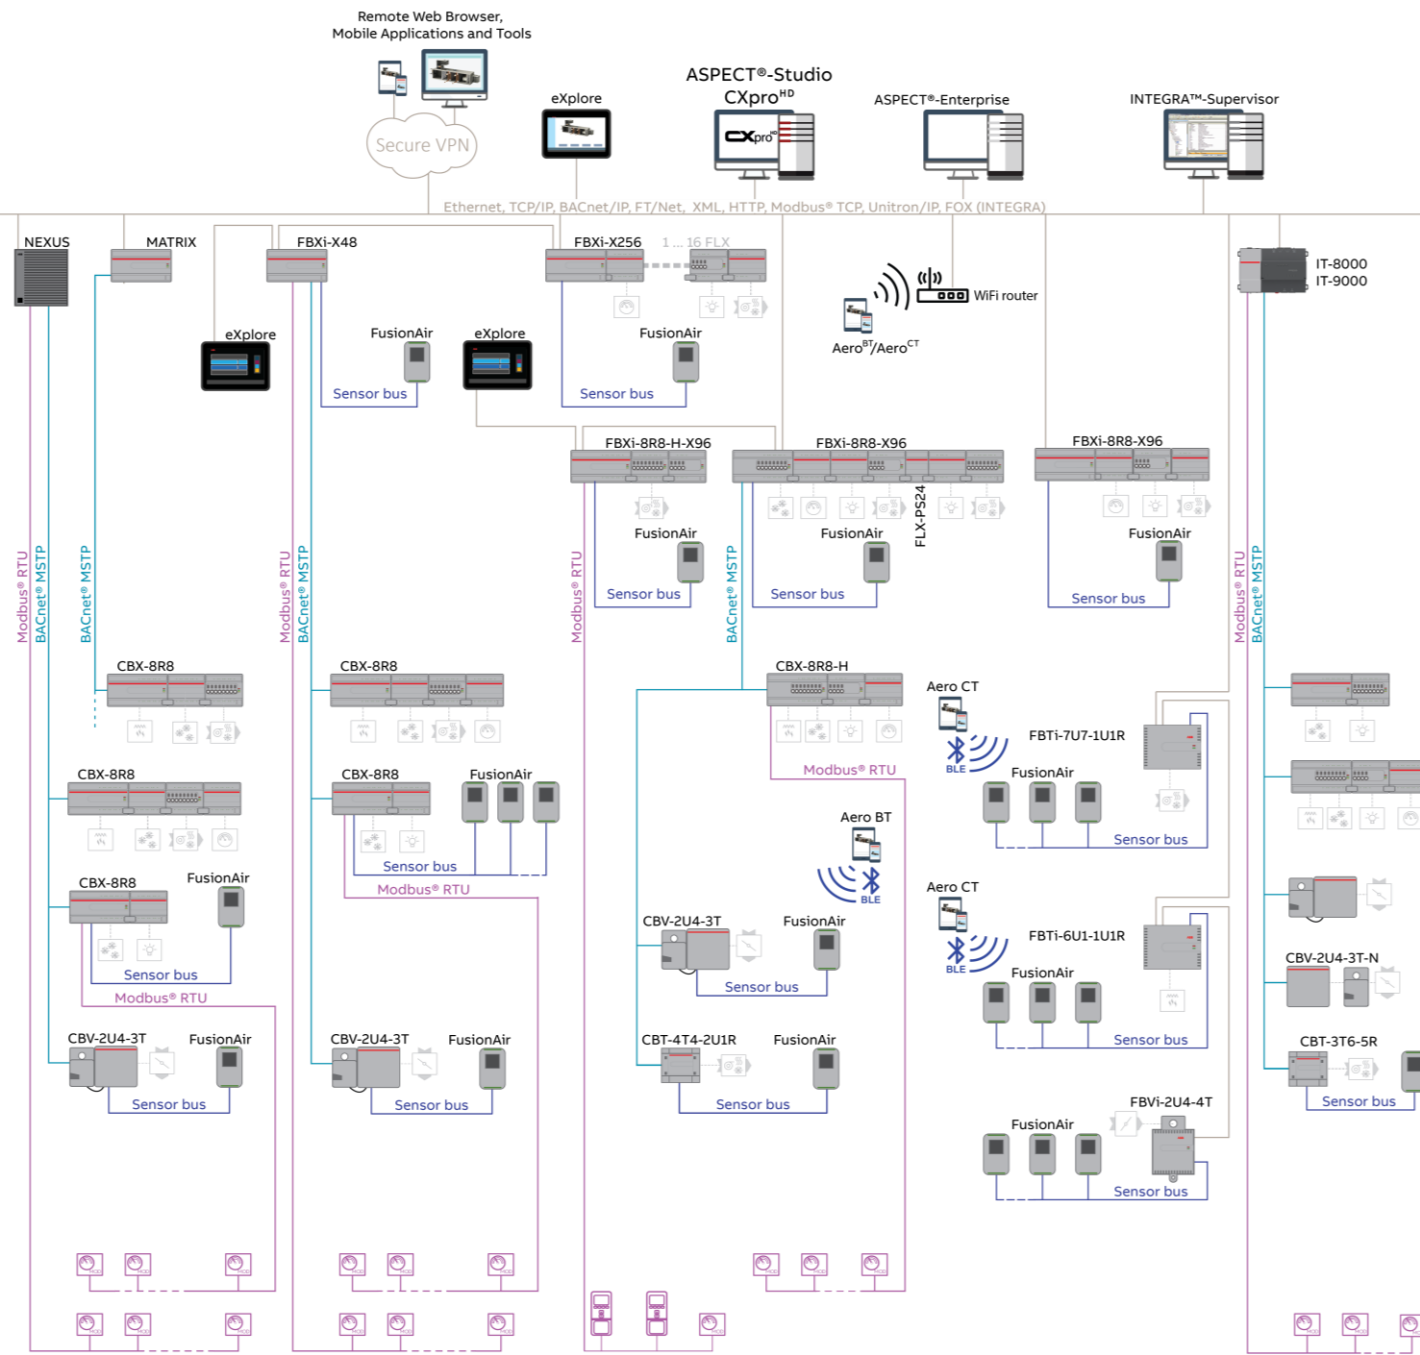 Remote Web Browser,
Mobile Applications and Tools
Secure VPN
eXplore
ASPECT®-Studio
CXpro HD
CXpro HD
ASPECT®-Enterprise
INTEGRA™-Supervisor
Ethernet, TCP/IP, BACnet/IP, FT/Net, XML, HTTP, Modbus® TCP, Unitron/IP, FOX (INTEGRA)
NEXUS
MATRIX
FBXi-X48
FBXi-X256
1 ... 16 FLX
IT-8000
IT-9000
WiFi router
Aero BT/Aero CT
eXplore
FusionAir
Sensor bus
eXplore
FusionAir
Sensor bus
FBXi-8R8-H-X96
FBXi-8R8-X96
FBXi-8R8-X96
FLX-PS24
FusionAir
Sensor bus
FusionAir
Sensor bus
FusionAir
Sensor bus
Modbus® RTU
BACnet® MSTP
BACnet® MSTP
Modbus® RTU
BACnet® MSTP
Modbus® RTU
BACnet® MSTP
Modbus® RTU
BACnet® MSTP
CBX-8R8
CBX-8R8
CBX-8R8-H
Modbus® RTU
Aero CT
BLE
FBTi-7U7-1U1R
FusionAir
Sensor bus
CBX-8R8
CBX-8R8
FusionAir
Sensor bus
Modbus® RTU
Aero BT
BLE
CBX-8R8
FusionAir
Sensor bus
Modbus® RTU
CBV-2U4-3T
FusionAir
Sensor bus
Aero CT
BLE
FBTi-6U1-1U1R
FusionAir
Sensor bus
CBV-2U4-3T-N
CBV-2U4-3T
FusionAir
Sensor bus
CBV-2U4-3T
FusionAir
Sensor bus
CBT-4T4-2U1R
FusionAir
Sensor bus
CBT-3T6-5R
Sensor bus
FBVi-2U4-4T
FusionAir
Sensor bus